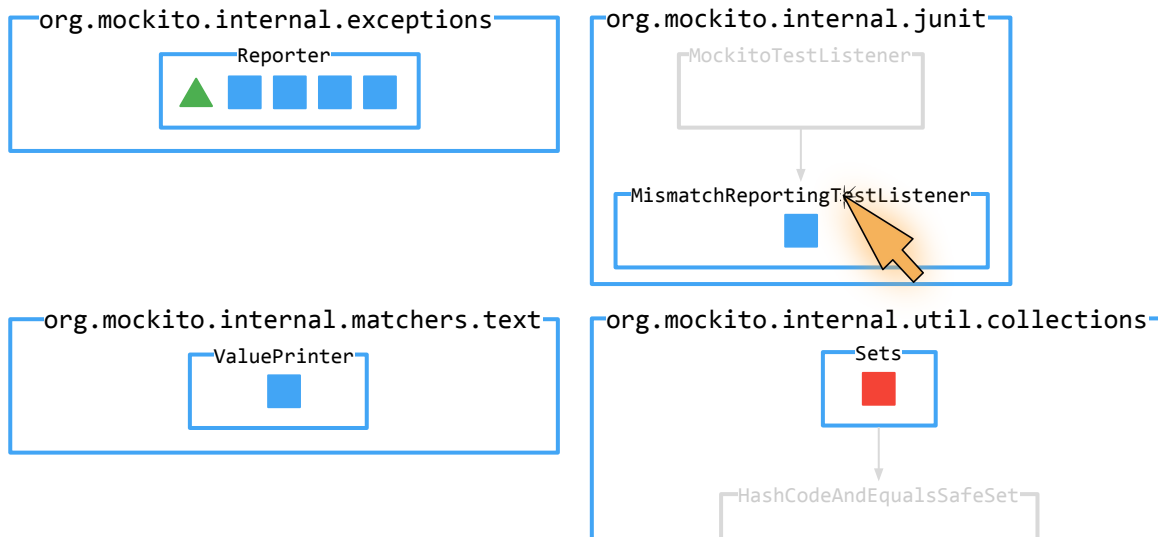 org.mockito.internal.exceptions
Reporter
org.mockito.internal.junit
MockitoTestListener
MismatchReportingTestListener
org.mockito.internal.matchers.text
ValuePrinter
org.mockito.internal.util.collections
Sets
HashCodeAndEqualsSafeSet